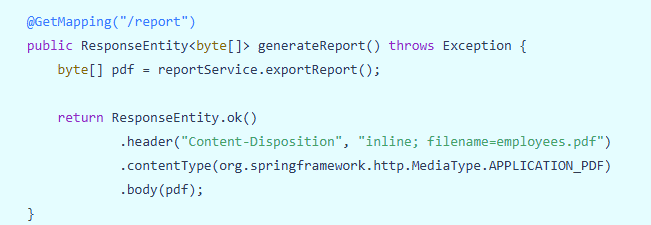 @GetMapping("/report")
public ResponseEntity<byte[]> generateReport() throws Exception {
    byte[] pdf = reportService.exportReport();

    return ResponseEntity.ok()
            .header("Content-Disposition", "inline; filename=employees.pdf")
            .contentType(org.springframework.http.MediaType.APPLICATION_PDF)
            .body(pdf);
}